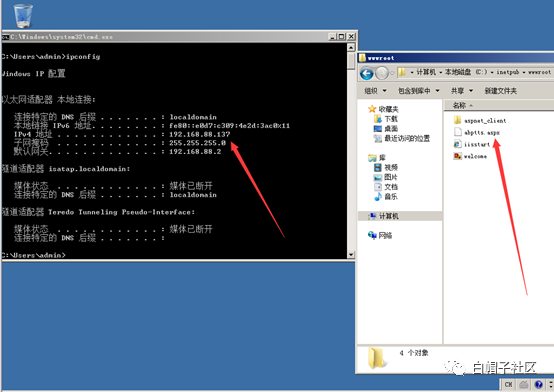 C:\Windows\system32\cmd.exe
C:\Users\admin>ipconfig
Windows IP 配置
以太网适配器 本地连接:
连接特定的 DNS 后缀 . . . . . . . : localdomain
本地链接 IPv6 地址. . . . . . . . : fe80::e0d7:c309:4e2d:3ac0%11
IPv4 地址 . . . . . . . . . . . . : 192.168.88.137
子网掩码 . . . . . . . . . . . . : 255.255.255.0
默认网关. . . . . . . . . . . . . : 192.168.88.2
隧道适配器 isatap.localdomain:
媒体状态 . . . . . . . . . . . . : 媒体已断开
连接特定的 DNS 后缀 . . . . . . . : localdomain
隧道适配器 Teredo Tunneling Pseudo-Interface:
媒体状态 . . . . . . . . . . . . : 媒体已断开
连接特定的 DNS 后缀 . . . . . . . :
C:\Users\admin>
wwwroot
计算机 本地磁盘 (C:) inetpub wwwroot
组织 包含到库中 共享 新建文件夹
收藏夹
下载
桌面
最近访问的位置
库
视频
图片
文档
音乐
计算机
网络
名称
aspnet_client
abptts.aspx
iisstart
welcome
4 个对象
白帽子社区
CH